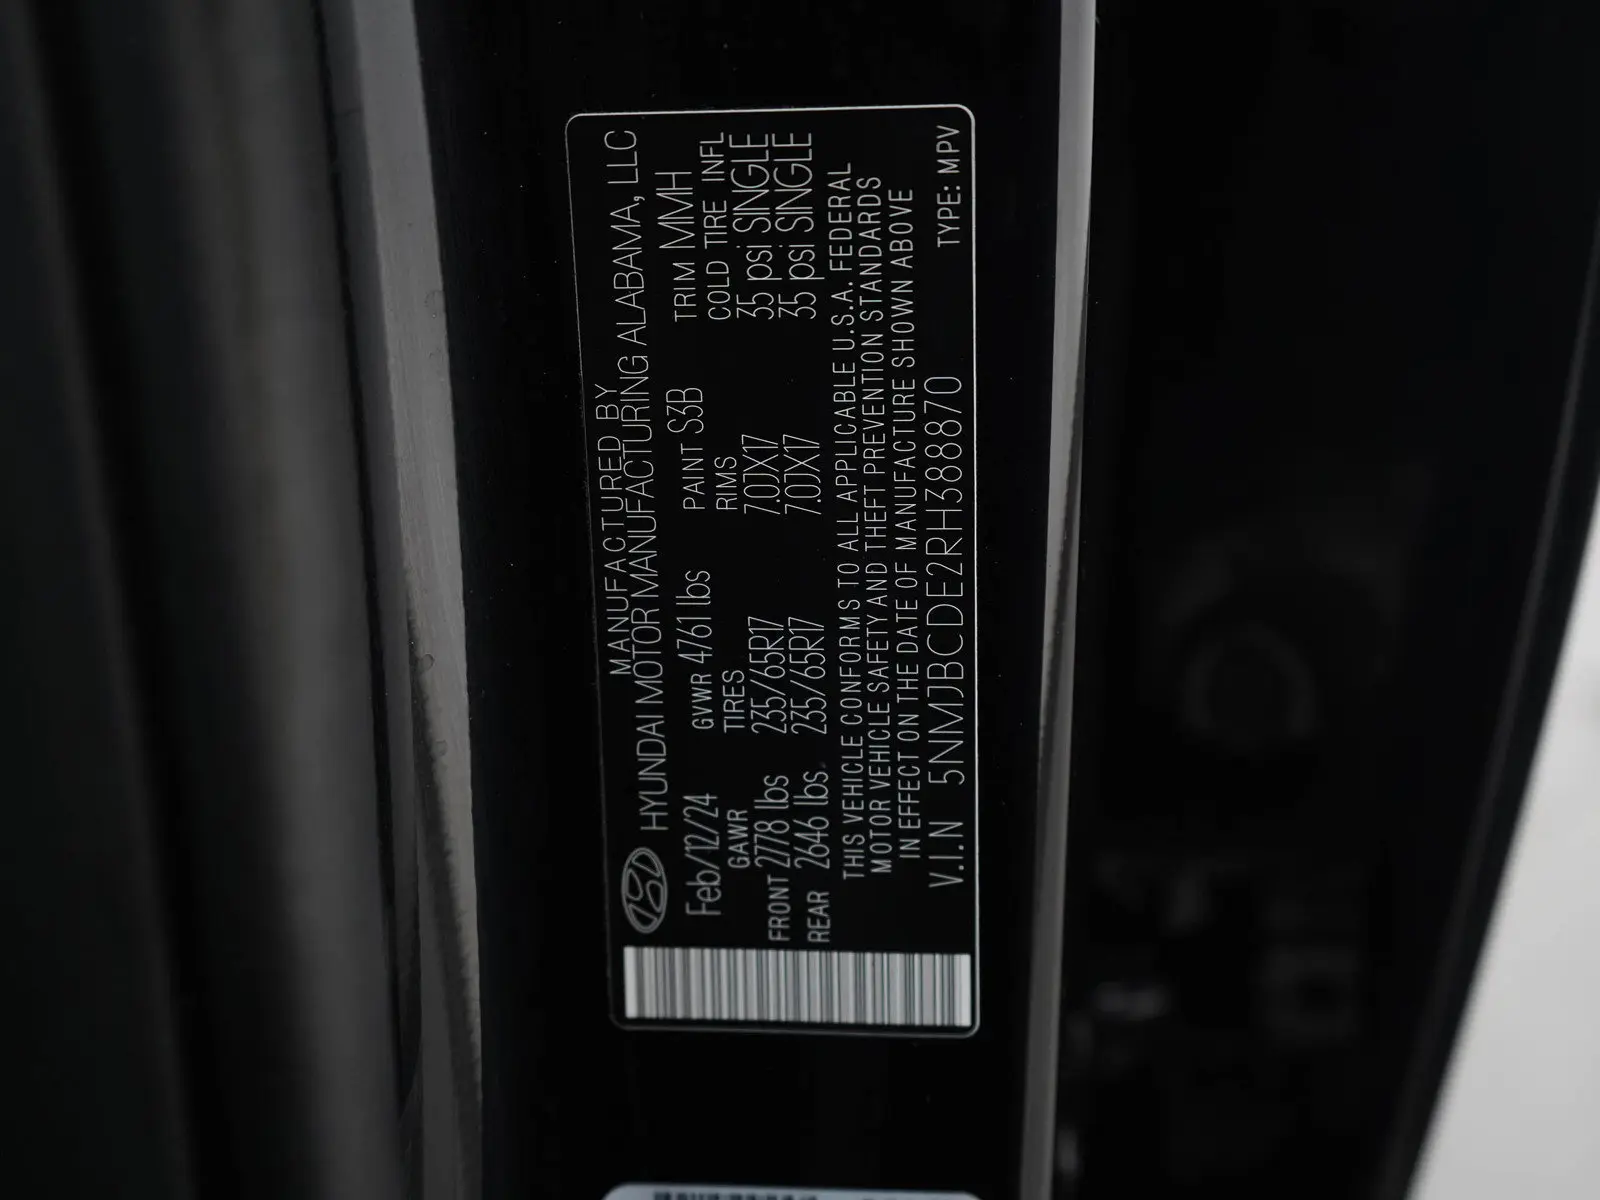 MANUFACTURED BY
HYUNDAI MOTOR MANUFACTURING ALABAMA, LLC
Feb/12/24 GVWR 4761 lbs PAINT S3B TRIM MMH
GAWR TIRES RIMS COLD TIRE INFL
FRONT 2778 lbs 235/65R17 7.0JX17 35 psi SINGLE
REAR 2646 lbs. 235/65R17 7.0JX17 35 psi SINGLE
THIS VEHICLE CONFORMS TO ALL APPLICABLE U.S.A. FEDERAL
MOTOR VEHICLE SAFETY AND THEFT PREVENTION STANDARDS
IN EFFECT ON THE DATE OF MANUFACTURE SHOWN ABOVE
V.I.N 5NMJBCDE2RH388870 TYPE: MPV